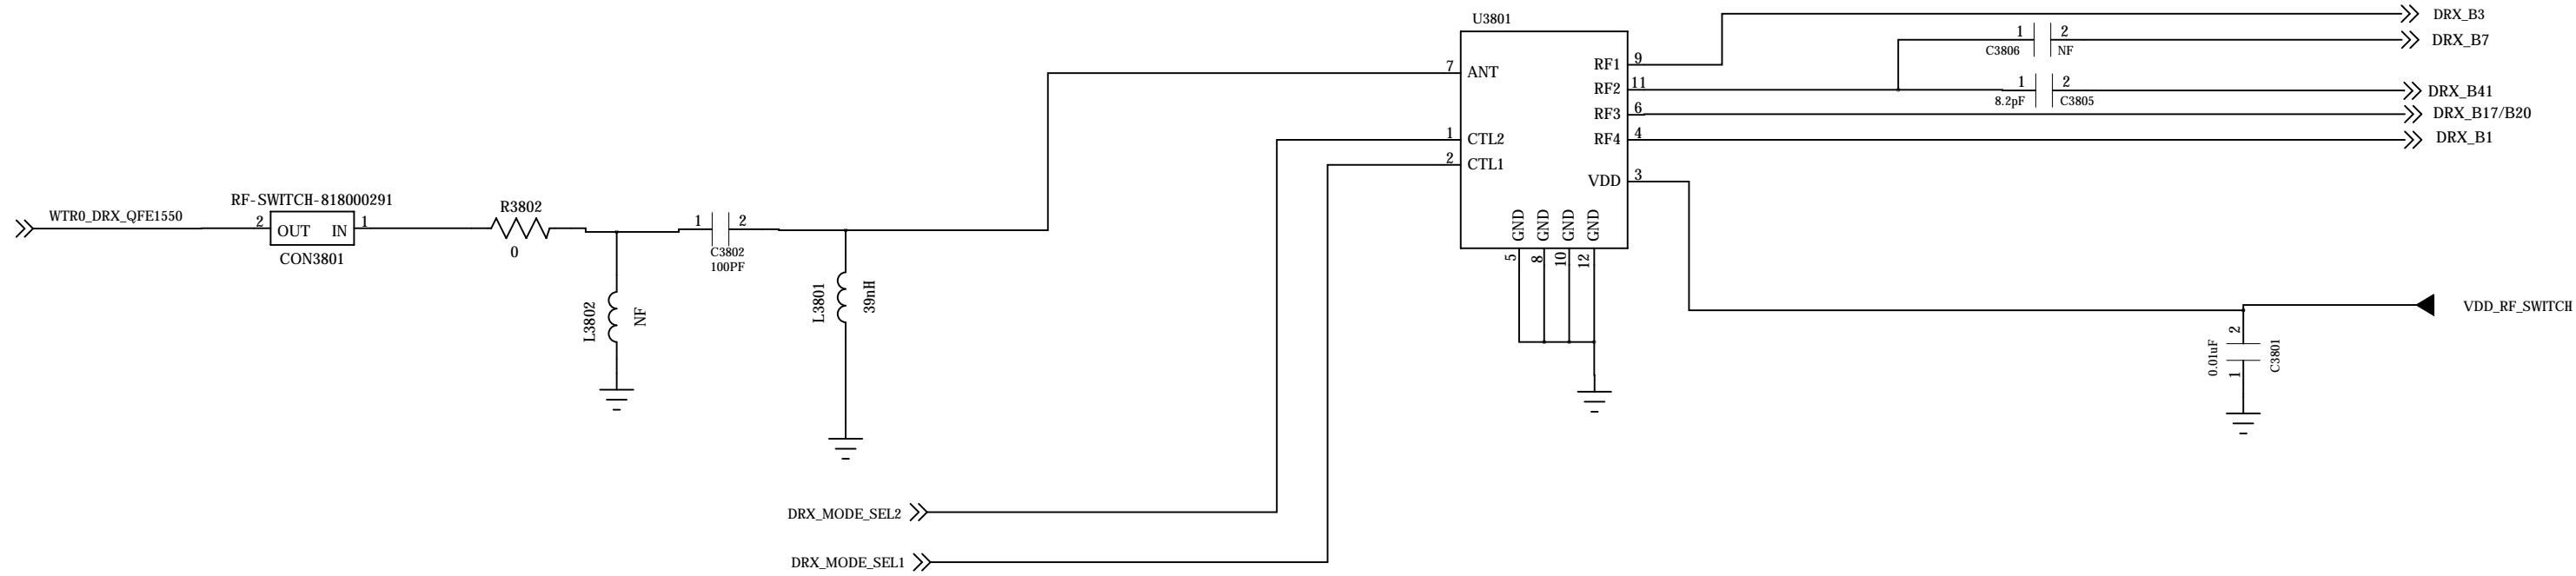 U3801
DRX_B3
1 2
C3806 NF
DRX_B7
7 ANT
RF1 9
RF2 11
1 2
8.2pF C3805
DRX_B41
RF3 6
DRX_B17/B20
1 CTL2
RF4 4
DRX_B1
2 CTL1
VDD 3
GND GND GND GND
5 8 10 12
WTR0_DRX_QFE1550
RF-SWITCH-818000291
2 OUT IN 1
CON3801
R3802
0
1 2
C3802
100PF
L3802 NF
L3801 39nH
VDD_RF_SWITCH
2
0.01uF C3801
1
DRX_MODE_SEL2
DRX_MODE_SEL1